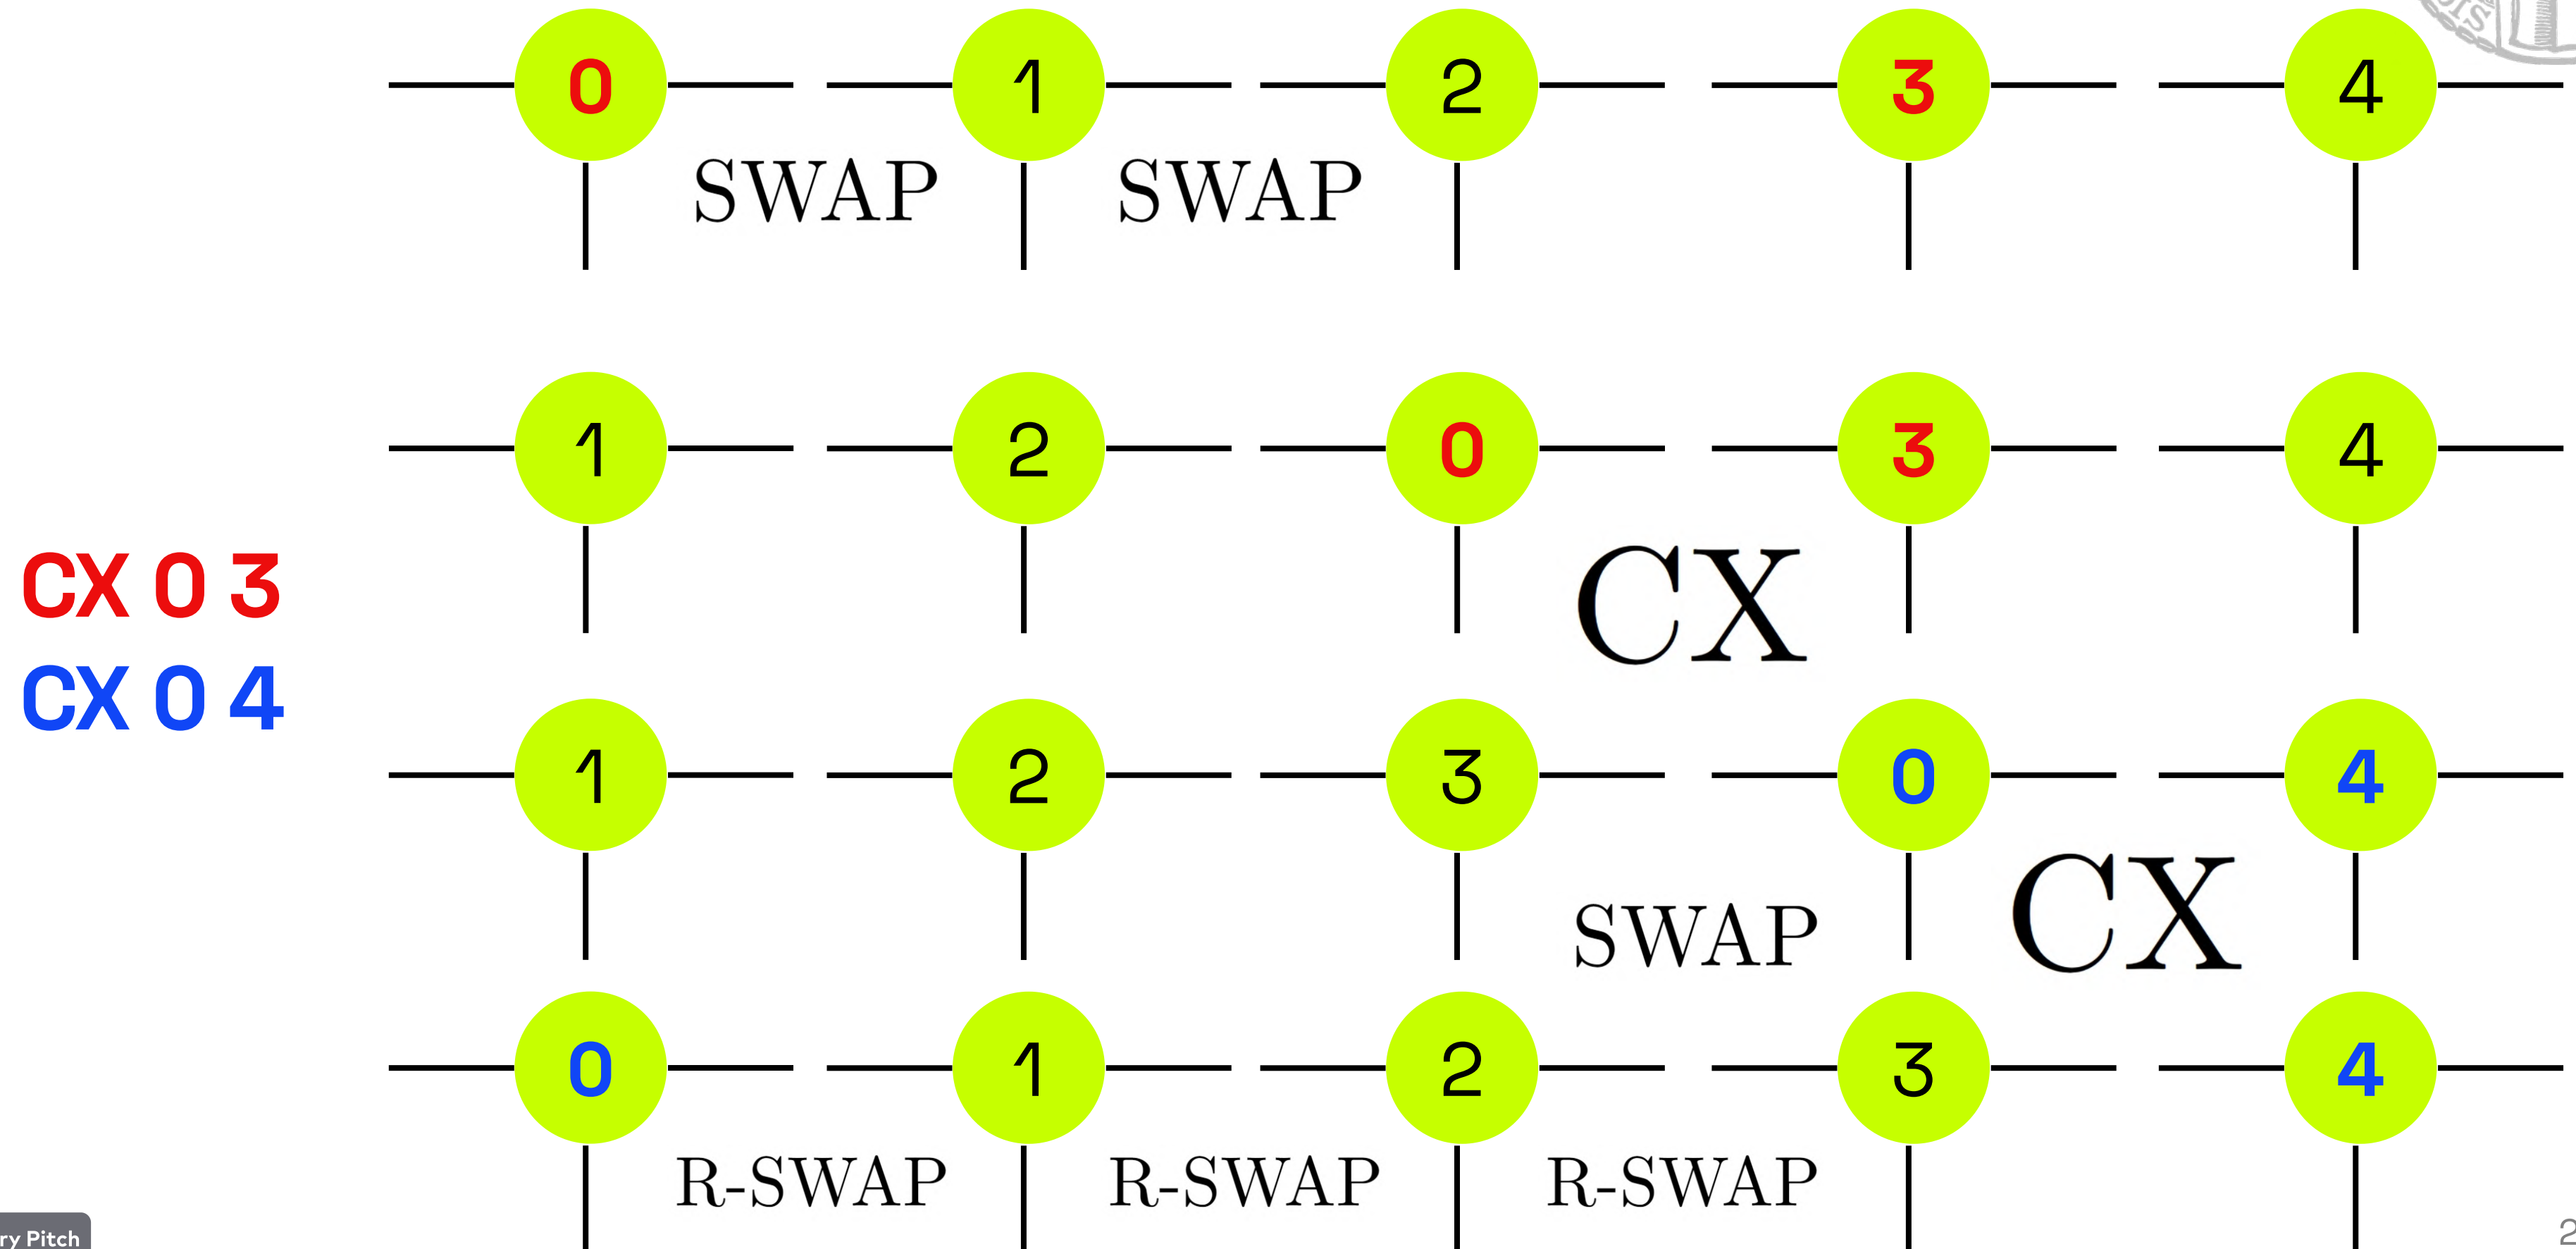 0 1 2 3 4
SWAP SWAP
1 2 0 3 4
CX 0 3
CX
CX 0 4
1 2 3 0 4
SWAP CX
0 1 2 3 4
R-SWAP R-SWAP R-SWAP
ry Pitch